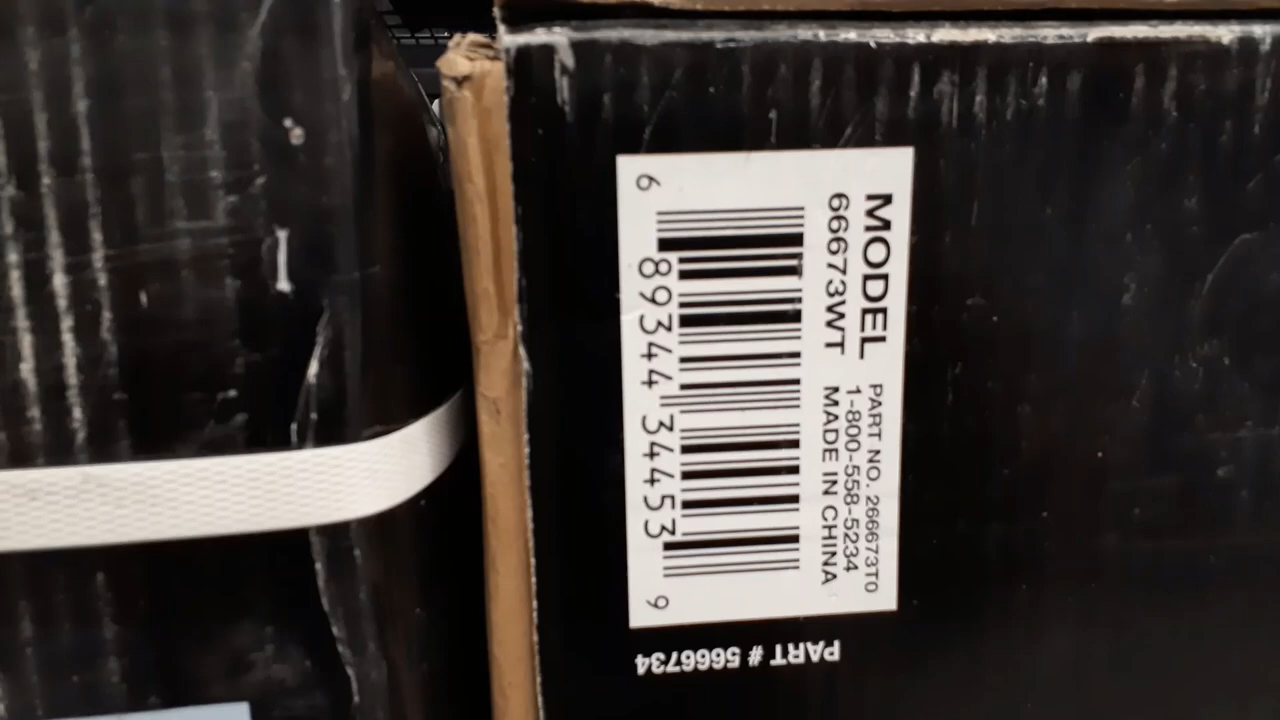 MODEL
66673WT
PART NO. 266673T0
1-800-558-5234
MADE IN CHINA
6 89344 34453 9
PART # 5666734